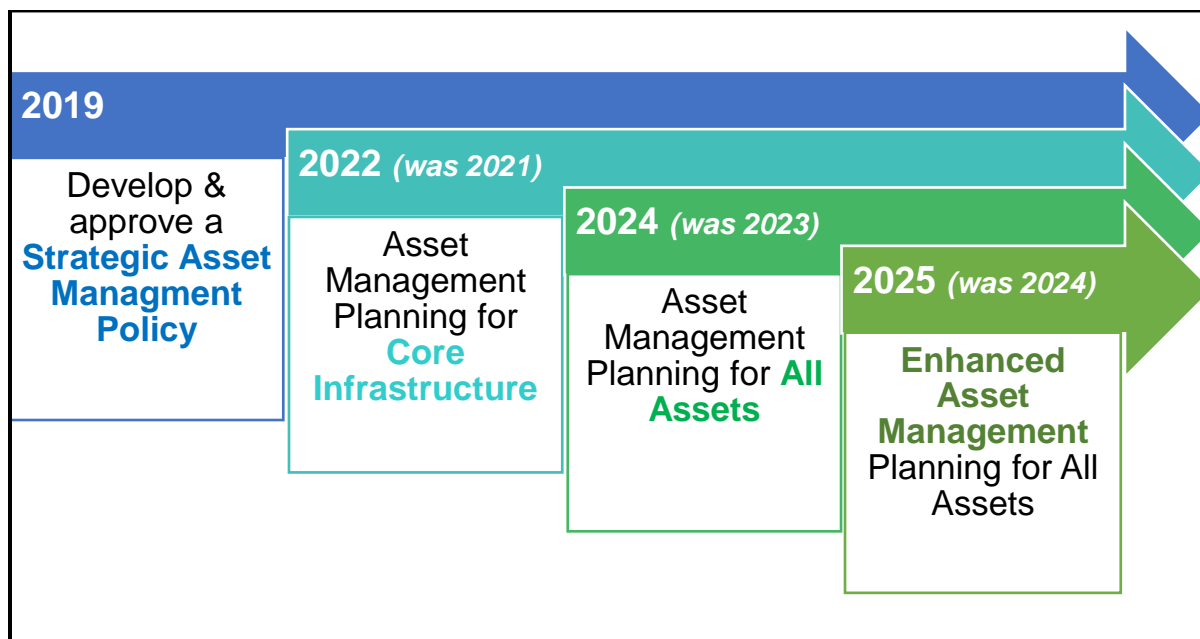 2019
Develop &
approve a
Strategic Asset
Managment
Policy
2022 (was 2021)
Asset
Management
Planning for
Core
Infrastructure
2024 (was 2023)
Asset
Management
Planning for All
Assets
2025 (was 2024)
Enhanced
Asset
Management
Planning for All
Assets